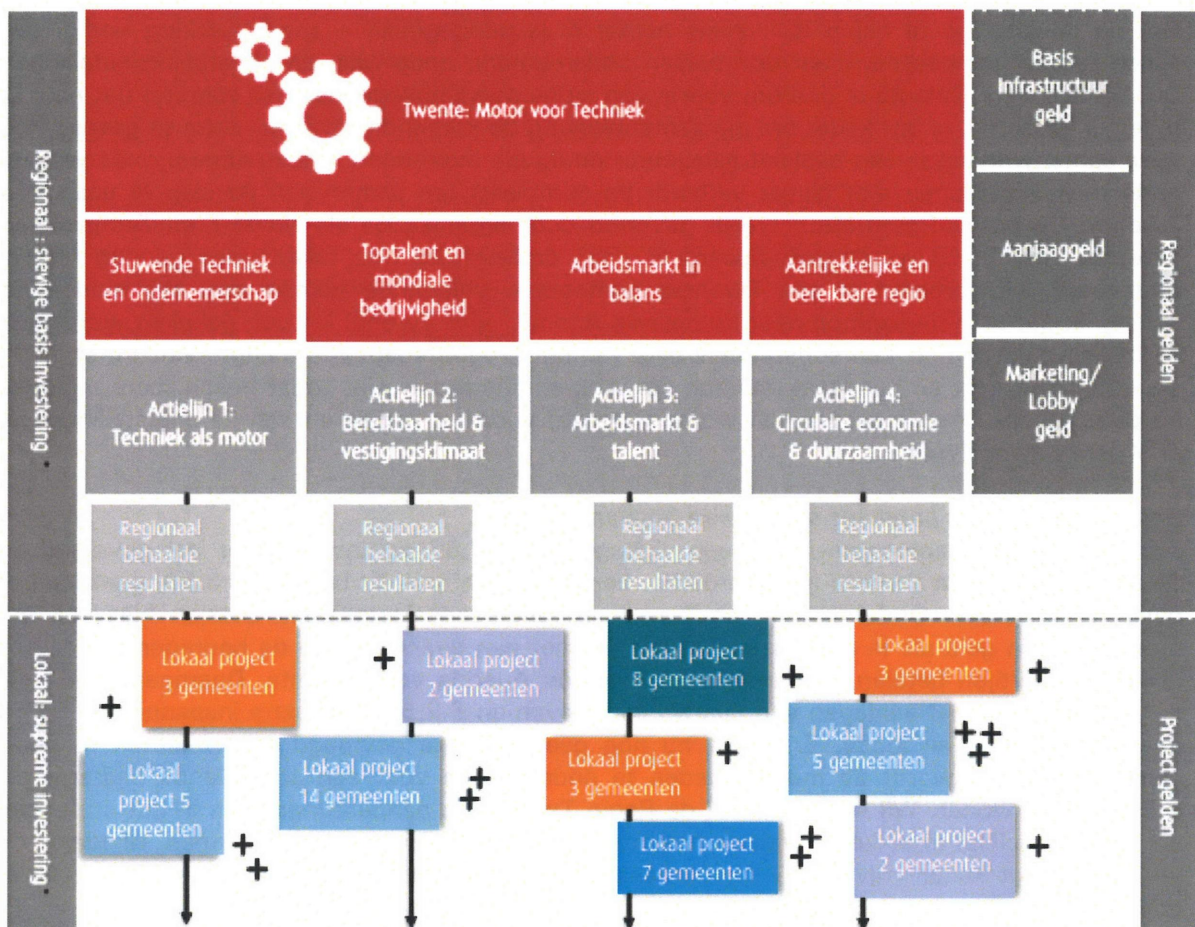 Regionaal : stevige basis investering *
Twente: Motor voor Techniek
Basis
Infrastructuur
geld
Aanjaaggeld
Marketing/
Lobby
geld
Regionaal gelden
Stuwende Techniek
en ondernemerschap
Toptalent en
mondiale
bedrijvigheid
Arbeidsmarkt in
balans
Aantrekkelijke en
bereikbare regio
Actielijn 1:
Techniek als motor
Actielijn 2:
Bereikbaarheid &
vestigingsklimaat
Actielijn 3:
Arbeidsmarkt &
talent
Actielijn 4:
Circulaire economie
& duurzaamheid
Regionaal
behaalde
resultaten
Regionaal
behaalde
resultaten
Regionaal
behaalde
resultaten
Regionaal
behaalde
resultaten
Lokaal: supreme investering *
Lokaal project
3 gemeenten
+
Lokaal
project 5
gemeenten
+
+
+
Lokaal project
2 gemeenten
Lokaal project
14 gemeenten
+
+
Lokaal project
8 gemeenten
+
Lokaal project
3 gemeenten
+
Lokaal project
7 gemeenten
+
+
Lokaal project
3 gemeenten
+
Lokaal project
5 gemeenten
+
+
+
Lokaal project
2 gemeenten
+
Project gelden